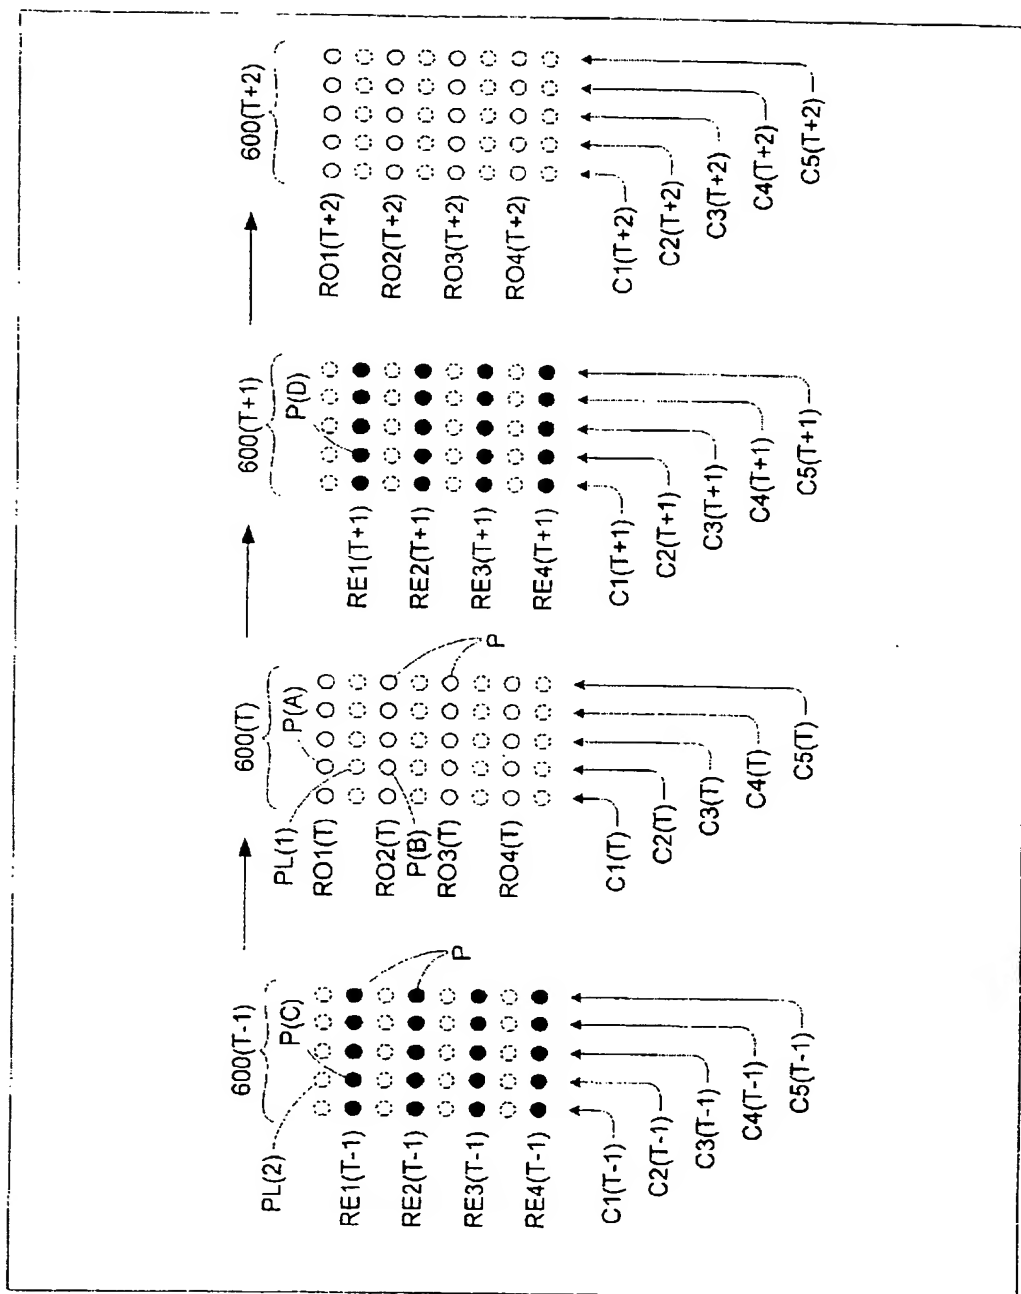 600(T-1)
PL(2)
P(C)
P
RE1(T-1)
RE2(T-1)
RE3(T-1)
RE4(T-1)
C1(T-1)
C2(T-1)
C3(T-1)
C4(T-1)
C5(T-1)
600(T)
PL(1)
P(A)
P
RO1(T)
RO2(T)
P(B)
RO3(T)
RO4(T)
C1(T)
C2(T)
C3(T)
C4(T)
C5(T)
600(T+1)
P(D)
RE1(T+1)
RE2(T+1)
RE3(T+1)
RE4(T+1)
C1(T+1)
C2(T+1)
C3(T+1)
C4(T+1)
C5(T+1)
600(T+2)
RO1(T+2)
RO2(T+2)
RO3(T+2)
RO4(T+2)
C1(T+2)
C2(T+2)
C3(T+2)
C4(T+2)
C5(T+2)